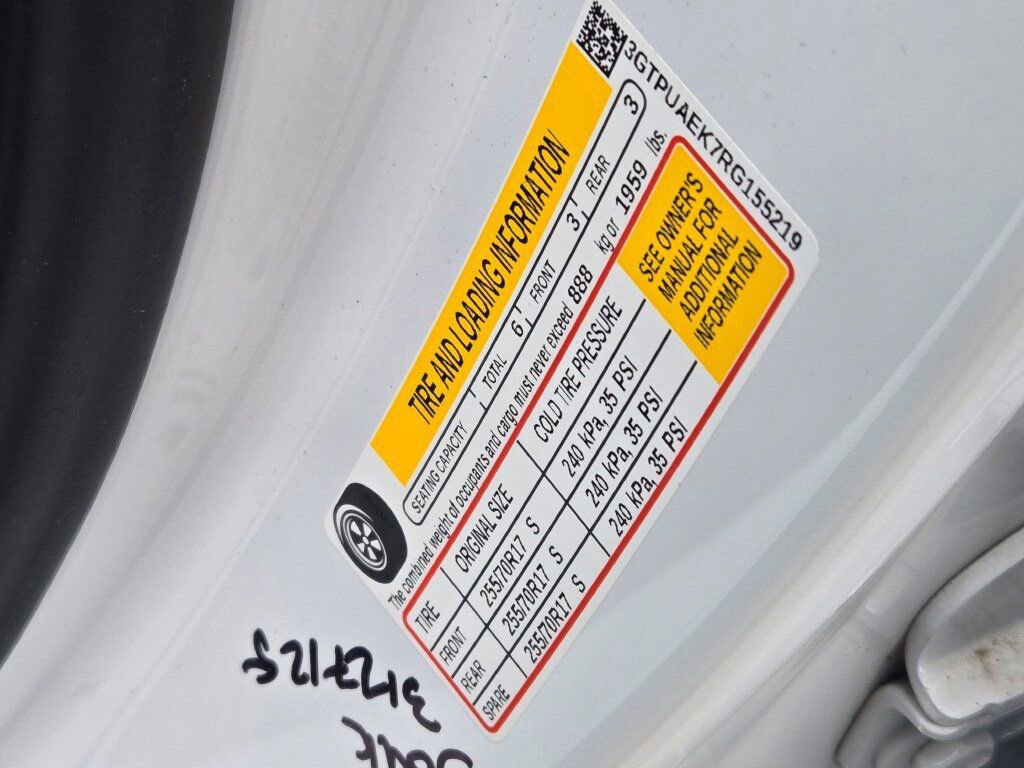 3GTPUAEK7RG155219
TIRE AND LOADING INFORMATION
SEATING CAPACITY TOTAL 6 FRONT 3 REAR 3
The combined weight of occupants and cargo must never exceed 888 kg or 1959 lbs.
TIRE ORIGINAL SIZE COLD TIRE PRESSURE
FRONT 255/70R17 S 240 kPa, 35 PSI
REAR 255/70R17 S 240 kPa, 35 PSI
SPARE 255/70R17 S 240 kPa, 35 PSI
SEE OWNER'S
MANUAL FOR
ADDITIONAL
INFORMATION